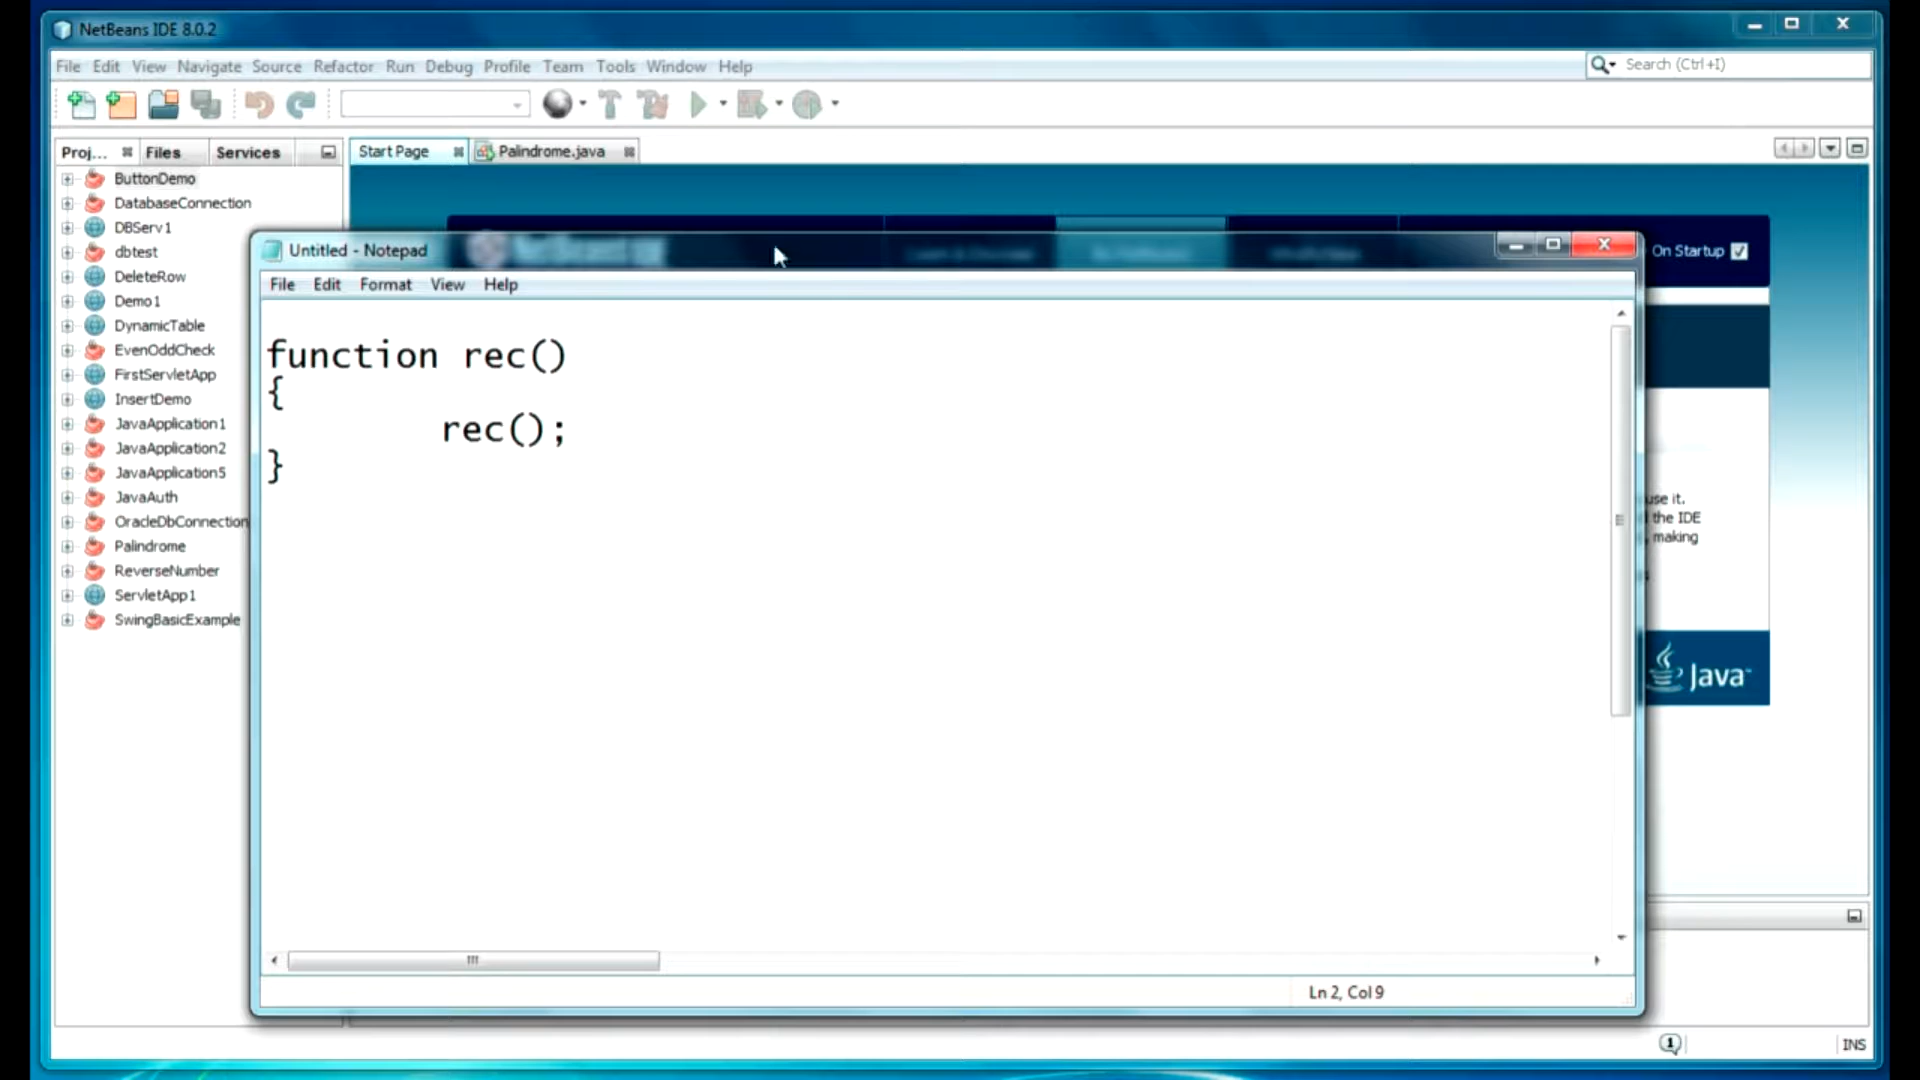 NetBeans IDE 8.0.2
File Edit View Navigate Source Refactor Run Debug Profile Team Tools Window Help
Search (Ctrl+I)
Proj... Files Services
Start Page Palindrome.java
ButtonDemo
DatabaseConnection
DBServ1
dbtest
DeleteRow
Demo1
DynamicTable
EvenOddCheck
FirstServletApp
InsertDemo
JavaApplication1
JavaApplication2
JavaApplication5
JavaAuth
OracleDbConnection
Palindrome
ReverseNumber
ServletApp1
SwingBasicExample
On Startup
Untitled - Notepad
File Edit Format View Help
function rec()
{
rec();
}
Ln 2, Col 9
use it.
the IDE
making
Java
1
INS